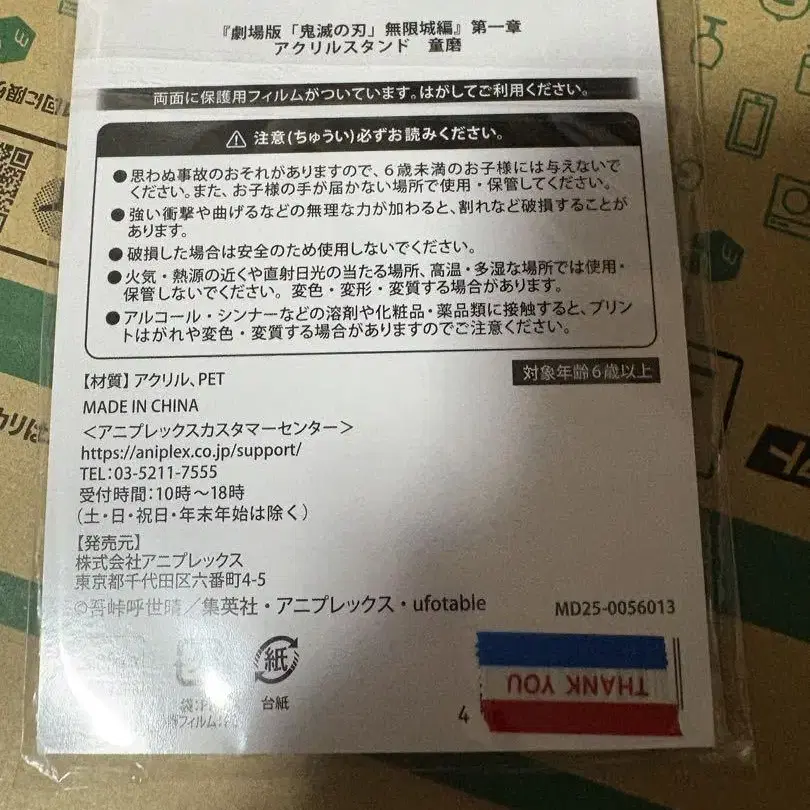 『劇場版「鬼滅の刃」無限城編』第一章
アクリルスタンド 童磨
両面に保護用フィルムがついています。はがしてご利用ください。
注意(ちゅうい)必ずお読みください。
●思わぬ事故のおそれがありますので、6歳未満のお子様には与えないで
ください。また、お子様の手が届かない場所で使用・保管してください。
●強い衝撃や曲げるなどの無理な力が加わると、割れなど破損することが
あります。
●破損した場合は安全のため使用しないでください。
●火気・熱源の近くや直射日光の当たる場所、高温・多湿な場所では使用・
保管しないでください。変色・変形・変質する場合があります。
●アルコール・シンナーなどの溶剤や化粧品・薬品類に接触すると、プリン
トはがれや変色・変質する場合がありますのでご注意ください。
【材質】アクリル、PET
対象年齢6歳以上
MADE IN CHINA
<アニプレックスカスタマーセンター>
https://aniplex.co.jp/support/
TEL:03-5211-7555
受付時間:10時~18時
(土・日・祝日・年末年始は除く)
【発売元】
株式会社アニプレックス
東京都千代田区六番町4-5
©吾峠呼世晴/集英社・アニプレックス・ufotable
MD25-0056013
紙
台紙
THANK YOU
4